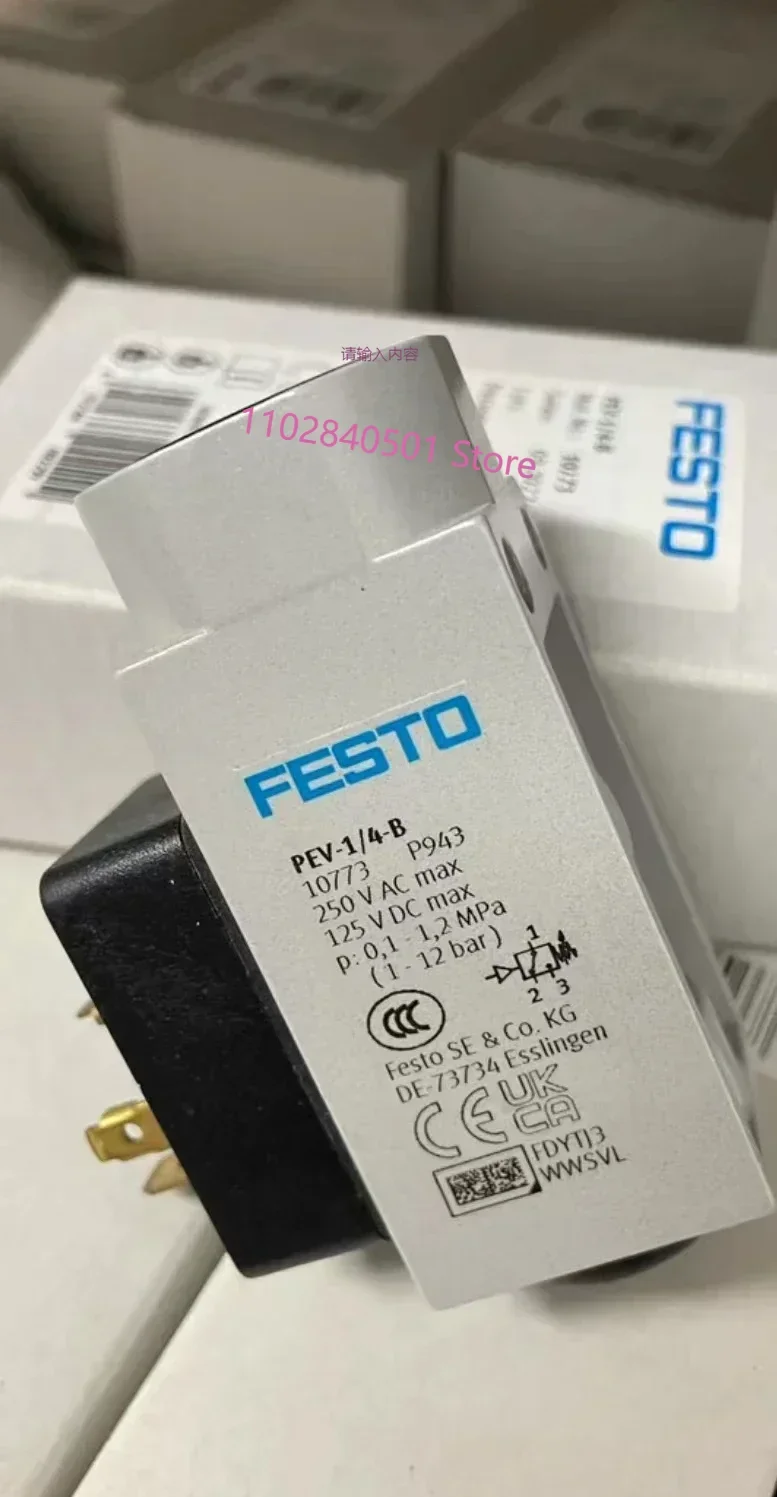 请输入内容
1102840501 Store
FESTO
FESTO
PEV-1/4-B
10773 P943
250 V AC max
125 V DC max
p: 0,1 - 1,2 MPa
(1 - 12 bar)
1
2 3
CCC
Festo SE & Co. KG
DE-73734 Esslingen
CE UK
CA
FDYTJ3
WWSVL